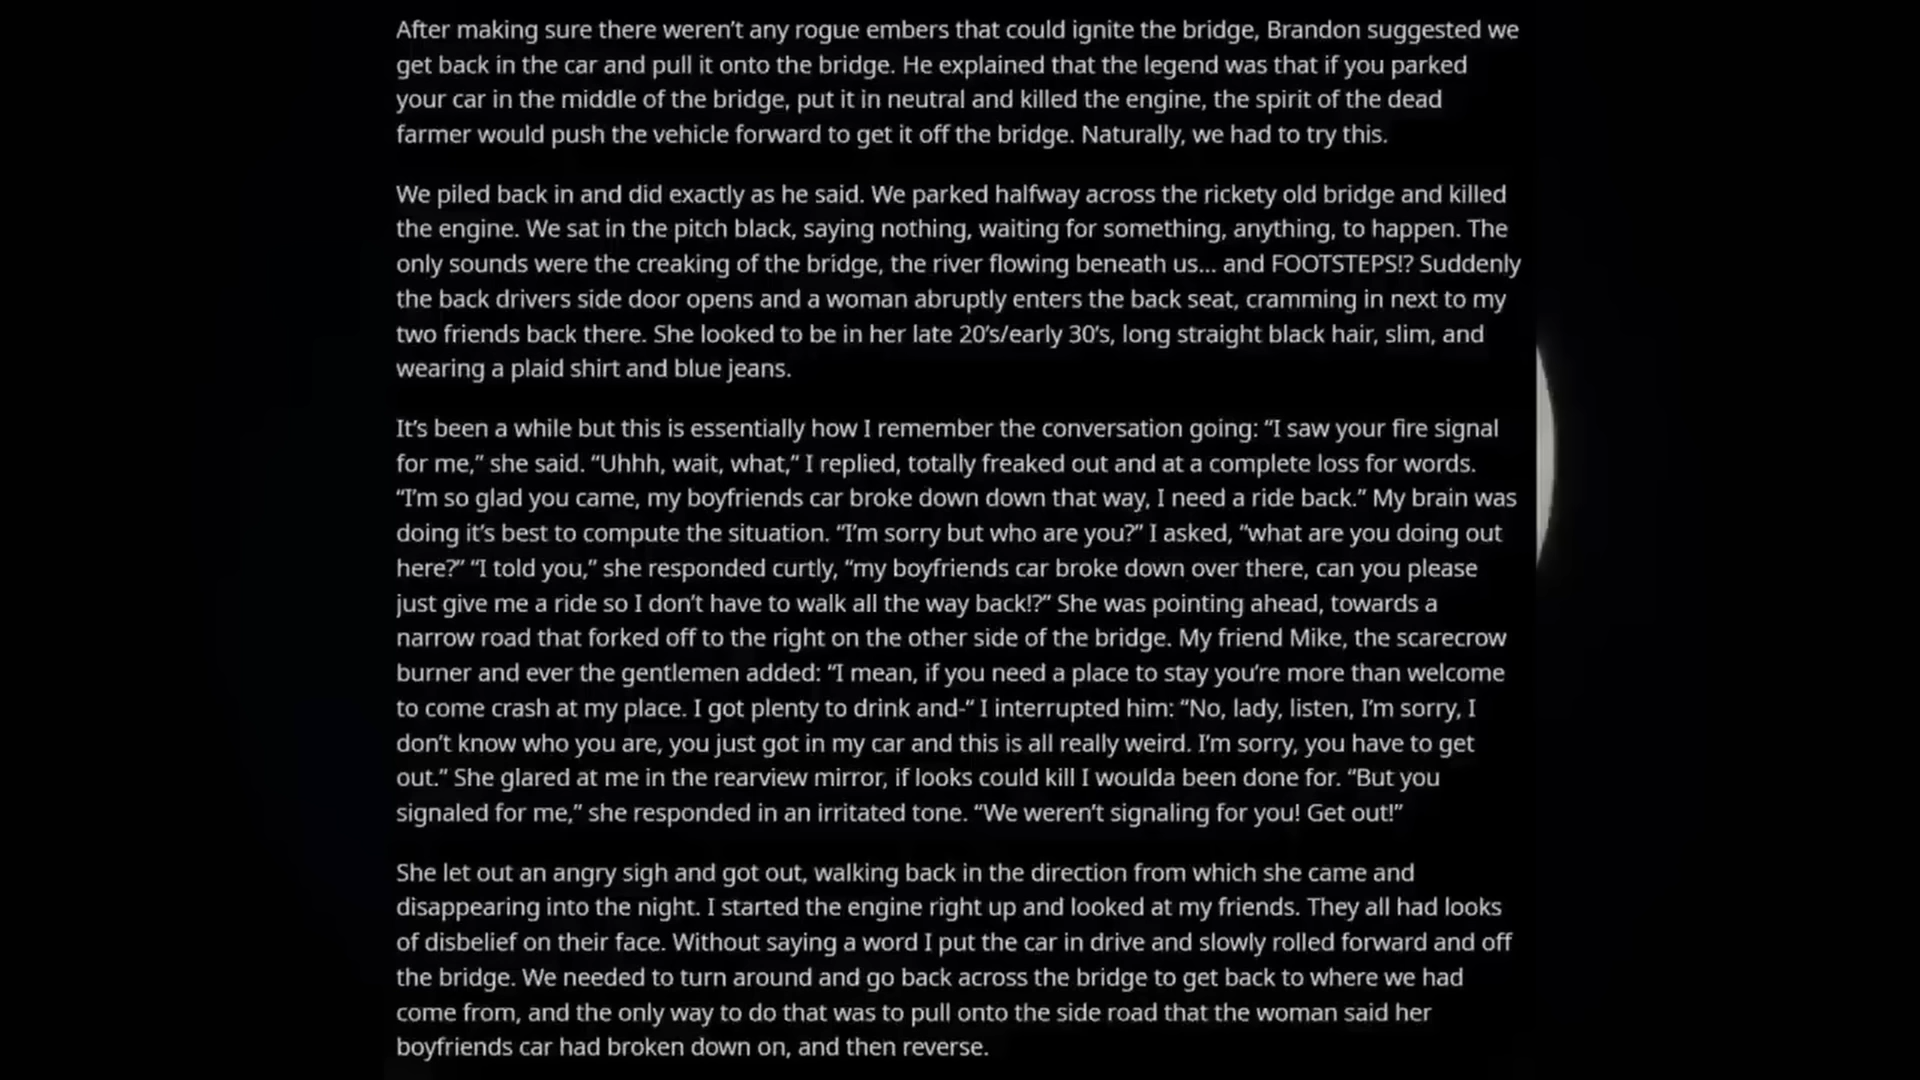 After making sure there weren’t any rogue embers that could ignite the bridge, Brandon suggested we
get back in the car and pull it onto the bridge. He explained that the legend was that if you parked
your car in the middle of the bridge, put it in neutral and killed the engine, the spirit of the dead
farmer would push the vehicle forward to get it off the bridge. Naturally, we had to try this.
We piled back in and did exactly as he said. We parked halfway across the rickety old bridge and killed
the engine. We sat in the pitch black, saying nothing, waiting for something, anything, to happen. The
only sounds were the creaking of the bridge, the river flowing beneath us... and FOOTSTEPS!? Suddenly
the back drivers side door opens and a woman abruptly enters the back seat, cramming in next to my
two friends back there. She looked to be in her late 20’s/early 30’s, long straight black hair, slim, and
wearing a plaid shirt and blue jeans.
It’s been a while but this is essentially how I remember the conversation going: “I saw your fire signal
for me,” she said. “Uhhh, wait, what,“ I replied, totally freaked out and at a complete loss for words.
“I’m so glad you came, my boyfriends car broke down down that way, I need a ride back.” My brain was
doing it’s best to compute the situation. “I’m sorry but who are you?” I asked, “what are you doing out
here?” “I told you,” she responded curtly, “my boyfriends car broke down over there, can you please
just give me a ride so I don’t have to walk all the way back!?” She was pointing ahead, towards a
narrow road that forked off to the right on the other side of the bridge. My friend Mike, the scarecrow
burner and ever the gentlemen added: “I mean, if you need a place to stay you’re more than welcome
to come crash at my place. I got plenty to drink and-“ I interrupted him: “No, lady, listen, I’m sorry, I
don’t know who you are, you just got in my car and this is all really weird. I’m sorry, you have to get
out.” She glared at me in the rearview mirror, if looks could kill I woulda been done for. “But you
signaled for me,” she responded in an irritated tone. “We weren’t signaling for you! Get out!”
She let out an angry sigh and got out, walking back in the direction from which she came and
disappearing into the night. I started the engine right up and looked at my friends. They all had looks
of disbelief on their face. Without saying a word I put the car in drive and slowly rolled forward and off
the bridge. We needed to turn around and go back across the bridge to get back to where we had
come from, and the only way to do that was to pull onto the side road that the woman said her
boyfriends car had broken down on, and then reverse.